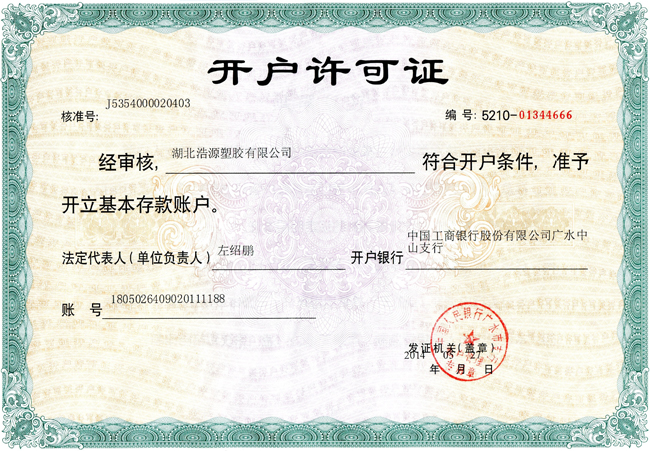 开户许可证
核准号: J5354000020403 编号: 5210-01344666
经审核, 湖北浩源塑胶有限公司 符合开户条件, 准予
开立基本存款账户。
法定代表人(单位负责人) 左绍鹏 开户银行 中国工商银行股份有限公司广水中
山支行
账 号 1805026409020111188
发证机关(盖章)
2014 05 27
年 月 日